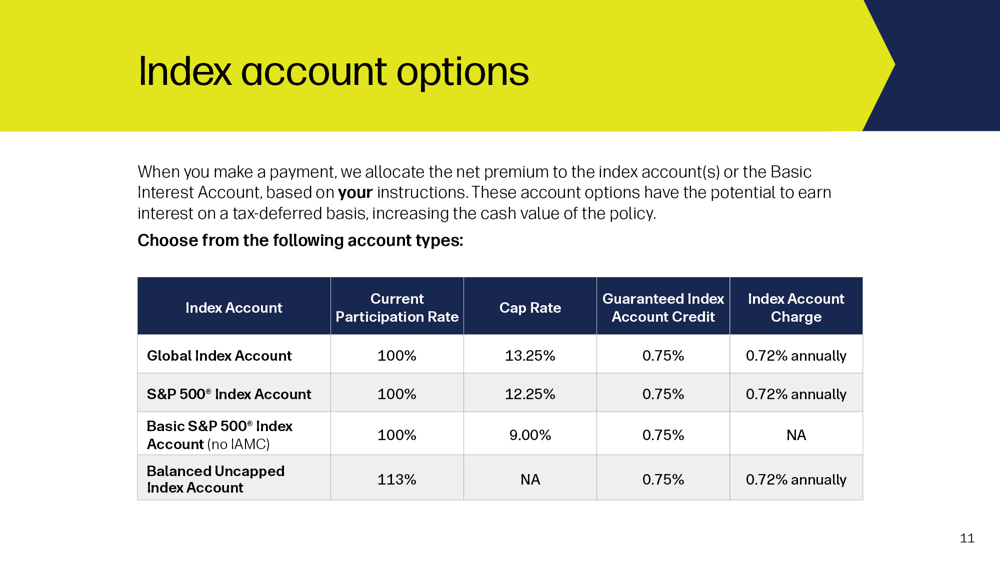 Index account options
When you make a payment, we allocate the net premium to the index account(s) or the Basic
Interest Account, based on your instructions. These account options have the potential to earn
interest on a tax-deferred basis, increasing the cash value of the policy.
Choose from the following account types:
Index Account
Current
Participation Rate
Cap Rate
Guaranteed Index
Account Credit
Index Account
Charge
Global Index Account
100%
13.25%
0.75%
0.72% annually
S&P 500® Index Account
100%
12.25%
0.75%
0.72% annually
Basic S&P 500® Index
Account (no IAMC)
100%
9.00%
0.75%
NA
Balanced Uncapped
Index Account
113%
NA
0.75%
0.72% annually
11